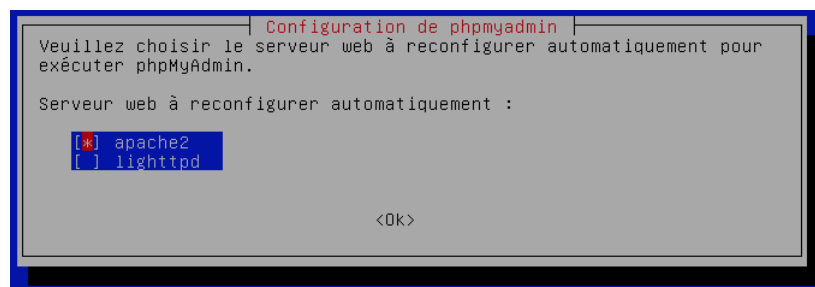 Configuration de phpmyadmin
Veuillez choisir le serveur web à reconfigurer automatiquement pour
exécuter phpMyAdmin.
Serveur web à reconfigurer automatiquement :
[*] apache2
[ ] lighttpd
<Ok>